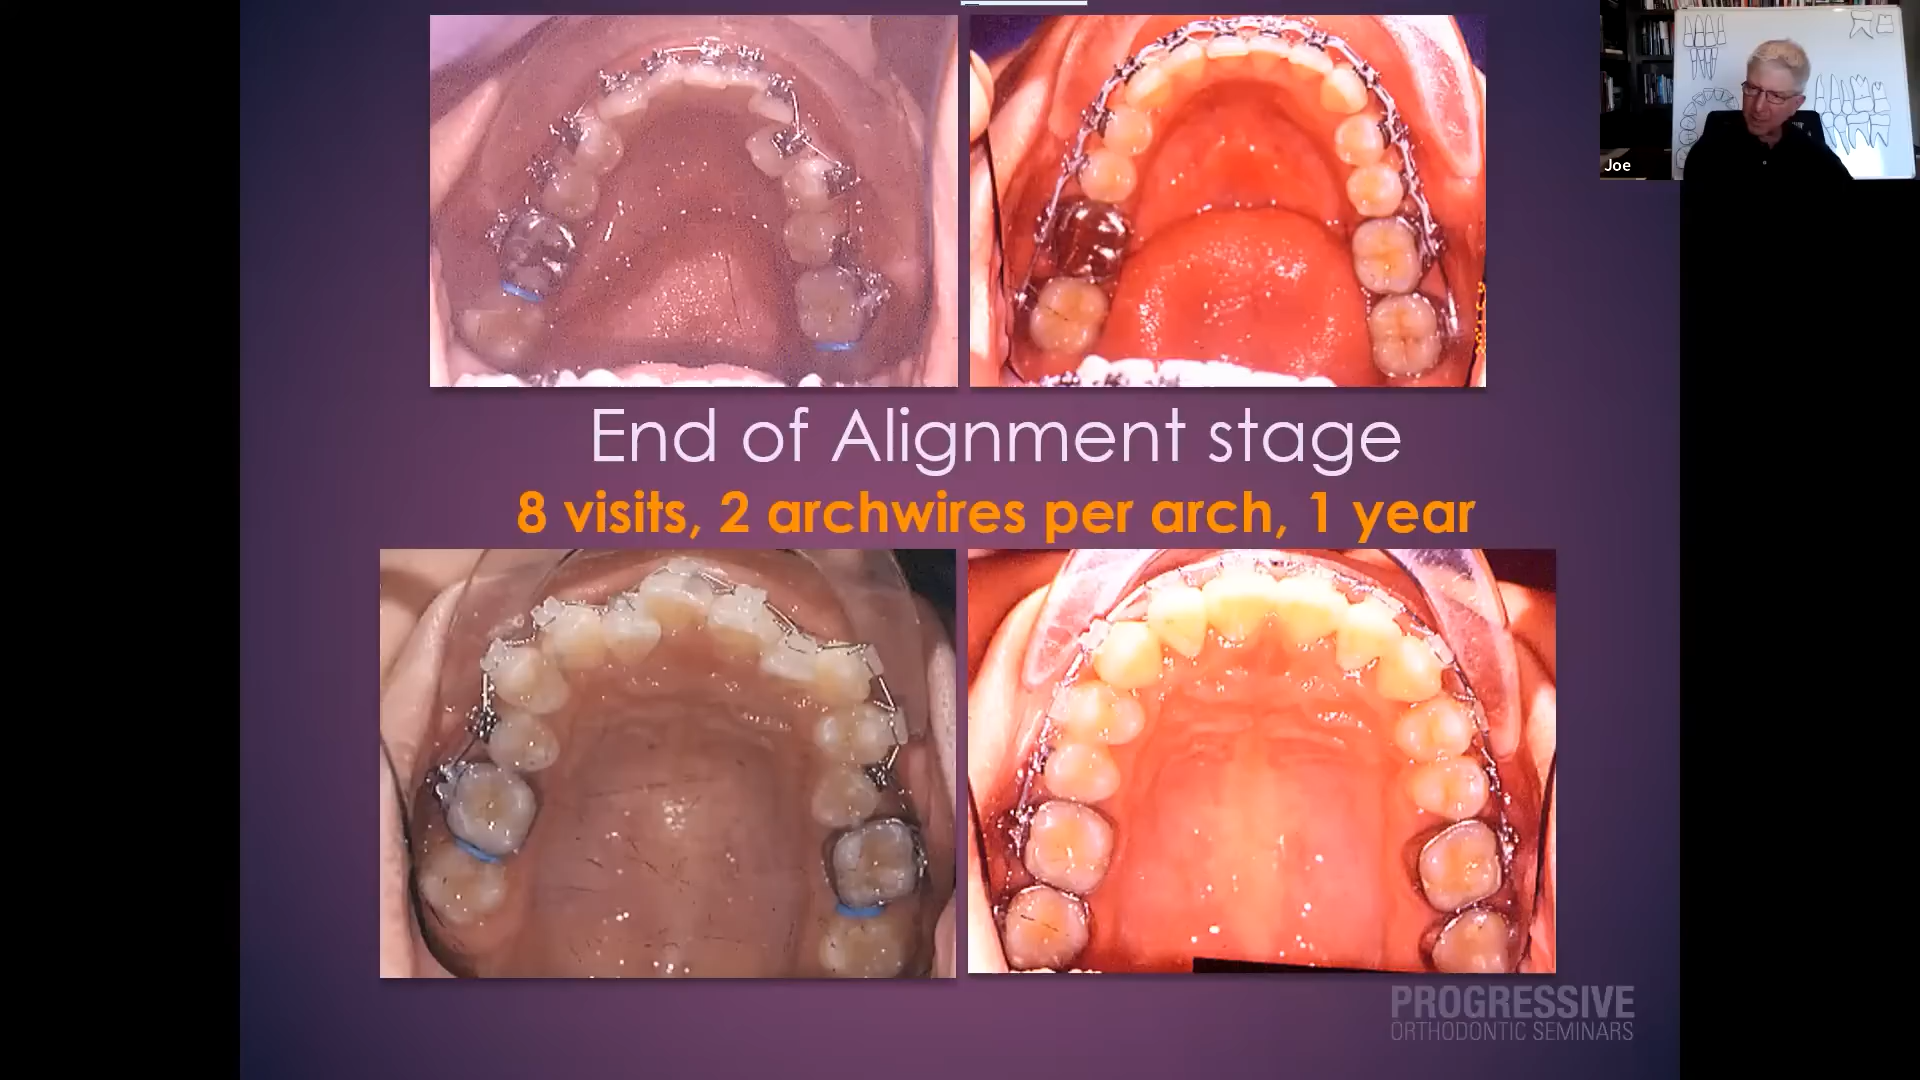 Joe
End of Alignment stage
8 visits, 2 archwires per arch, 1 year
PROGRESSIVE
ORTHODONTIC SEMINARS